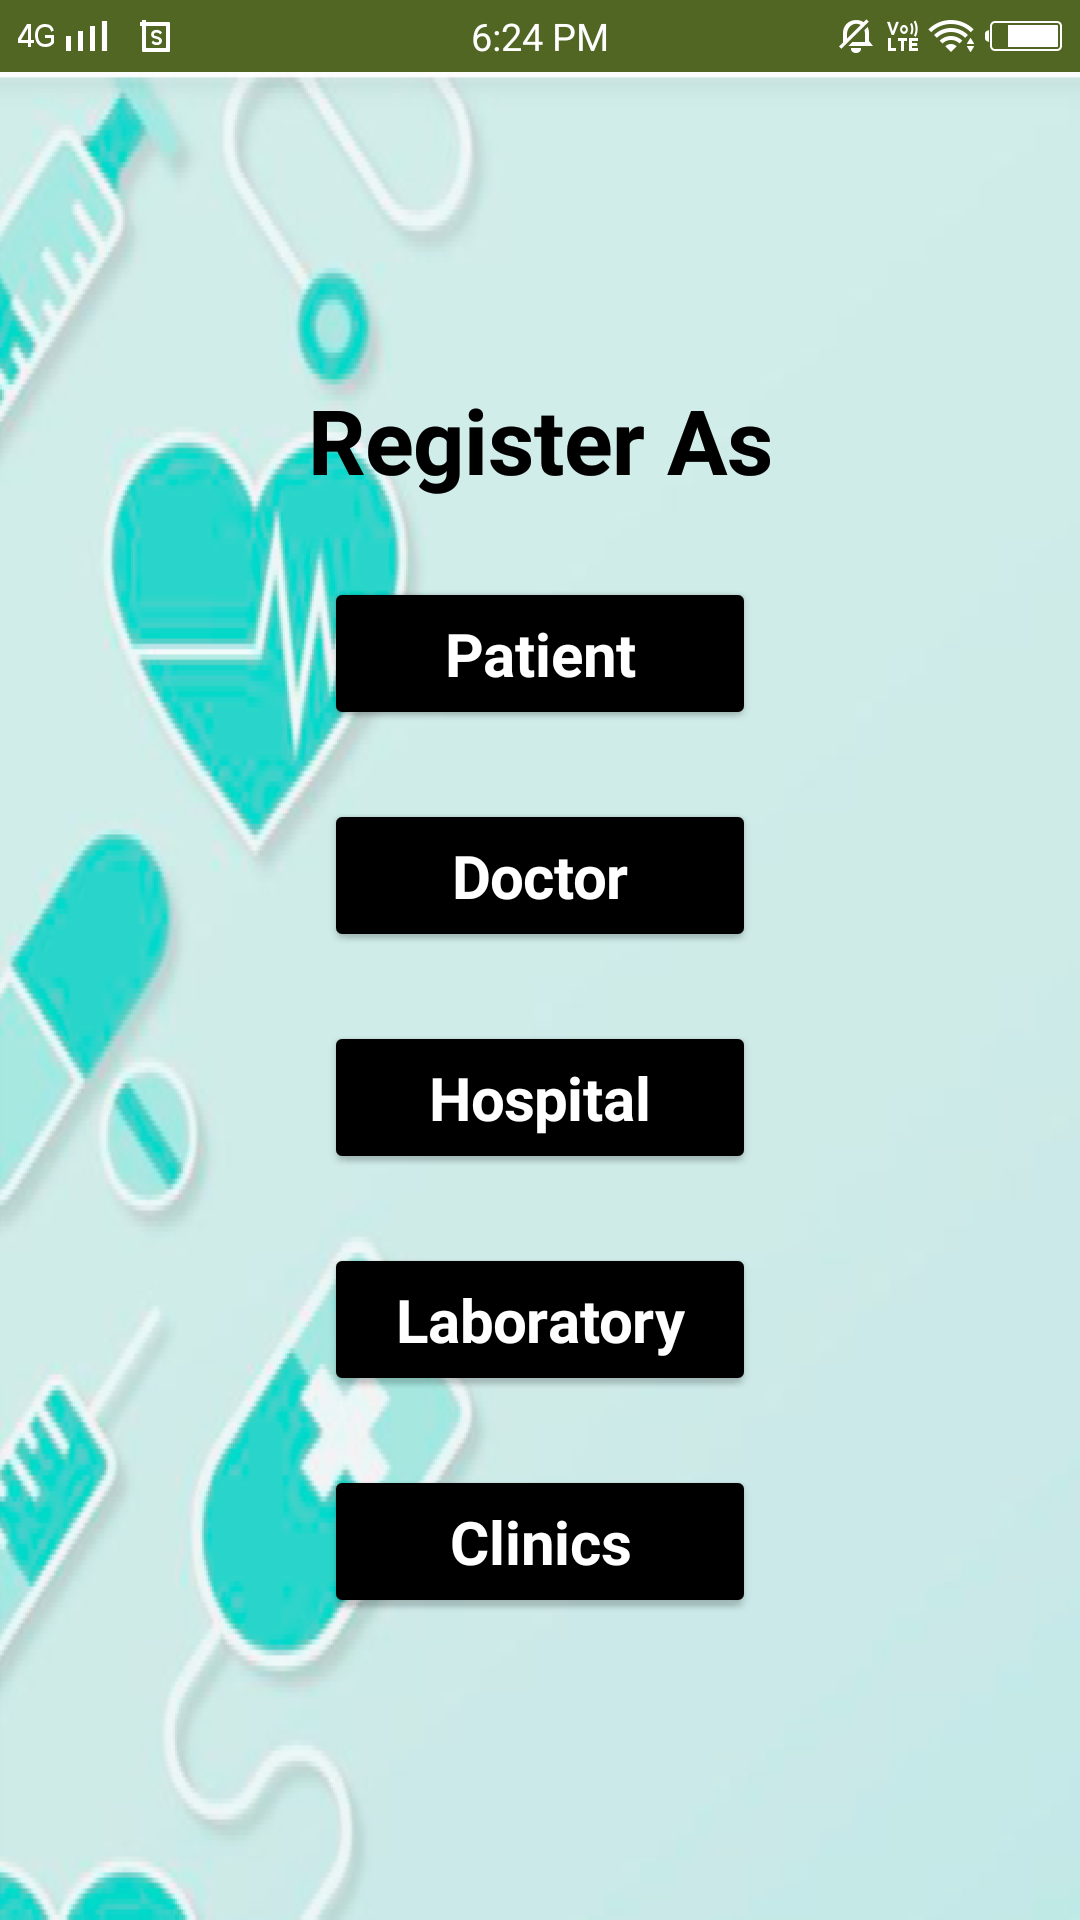 4G S 6:24 PM Vo)) LTE
Register As
Patient
Doctor
Hospital
Laboratory
Clinics